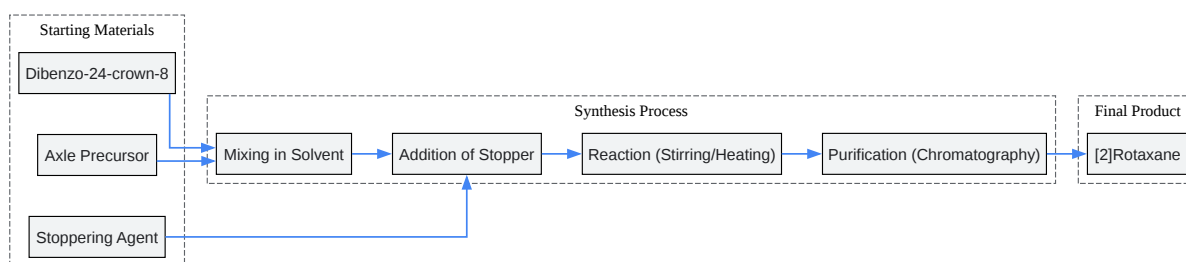 Starting Materials
Dibenzo-24-crown-8
Axle Precursor
Stoppering Agent
Synthesis Process
Mixing in Solvent
Addition of Stopper
Reaction (Stirring/Heating)
Purification (Chromatography)
Final Product
[2]Rotaxane